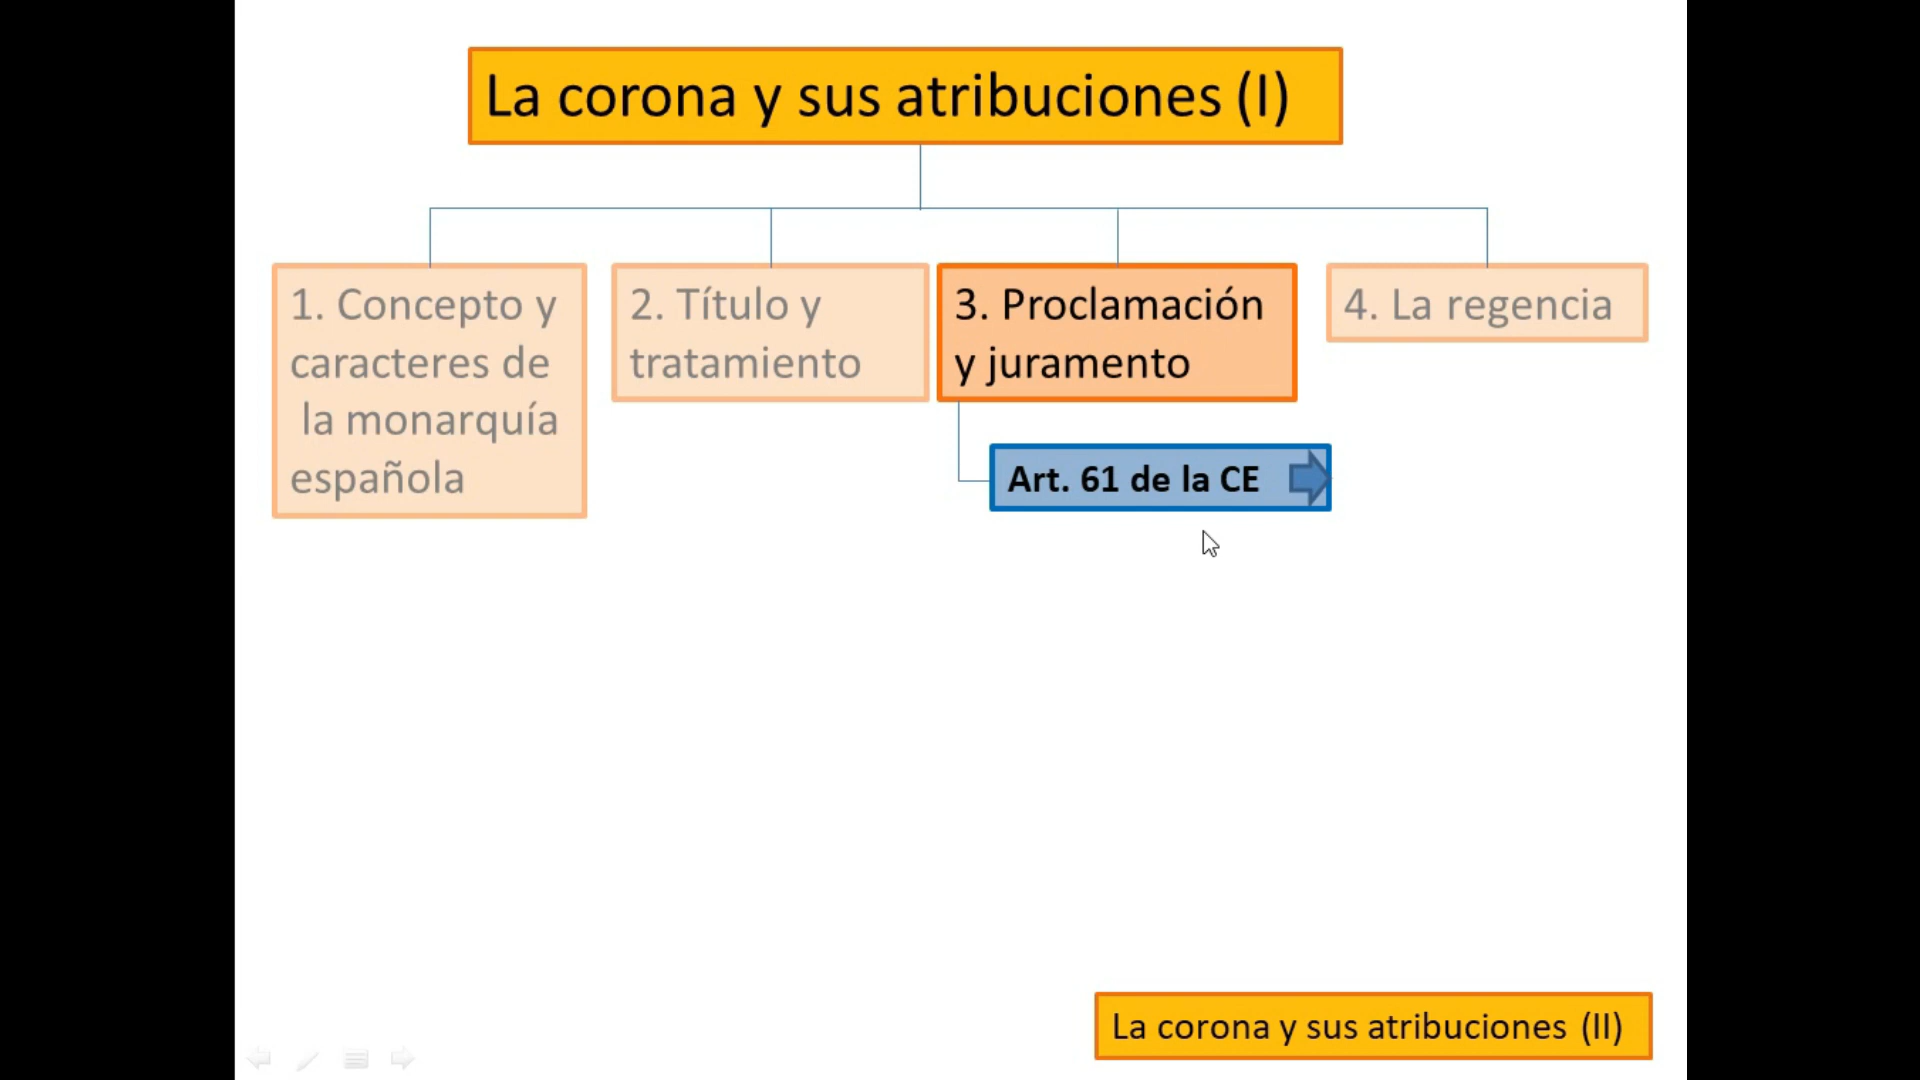 La corona y sus atribuciones (I)
1. Concepto y
caracteres de
la monarquía
española
2. Título y
tratamiento
3. Proclamación
y juramento
4. La regencia
Art. 61 de la CE
La corona y sus atribuciones (II)